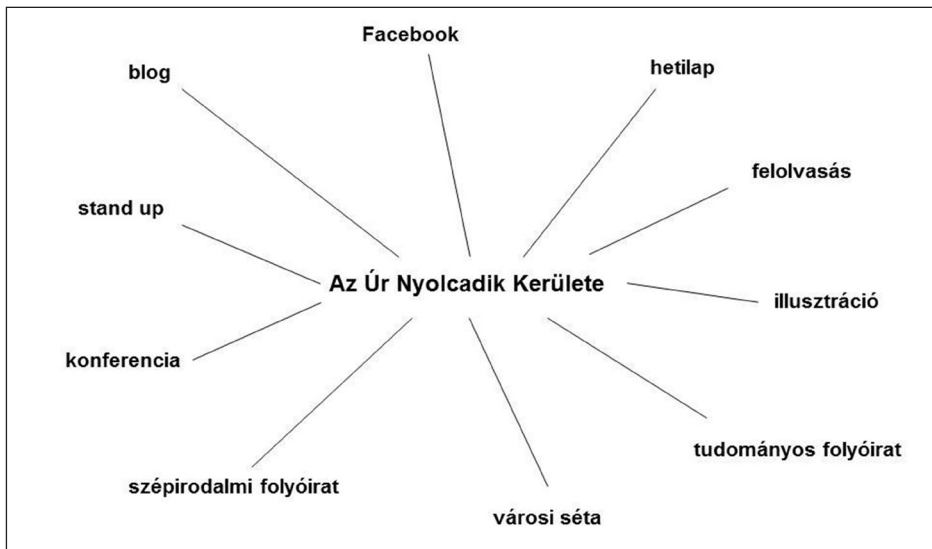 Facebook
blog
hetilap
felolvasás
stand up
Az Úr Nyolcadik Kerülete
illusztráció
konferencia
tudományos folyóirat
szépirodalmi folyóirat
városi séta